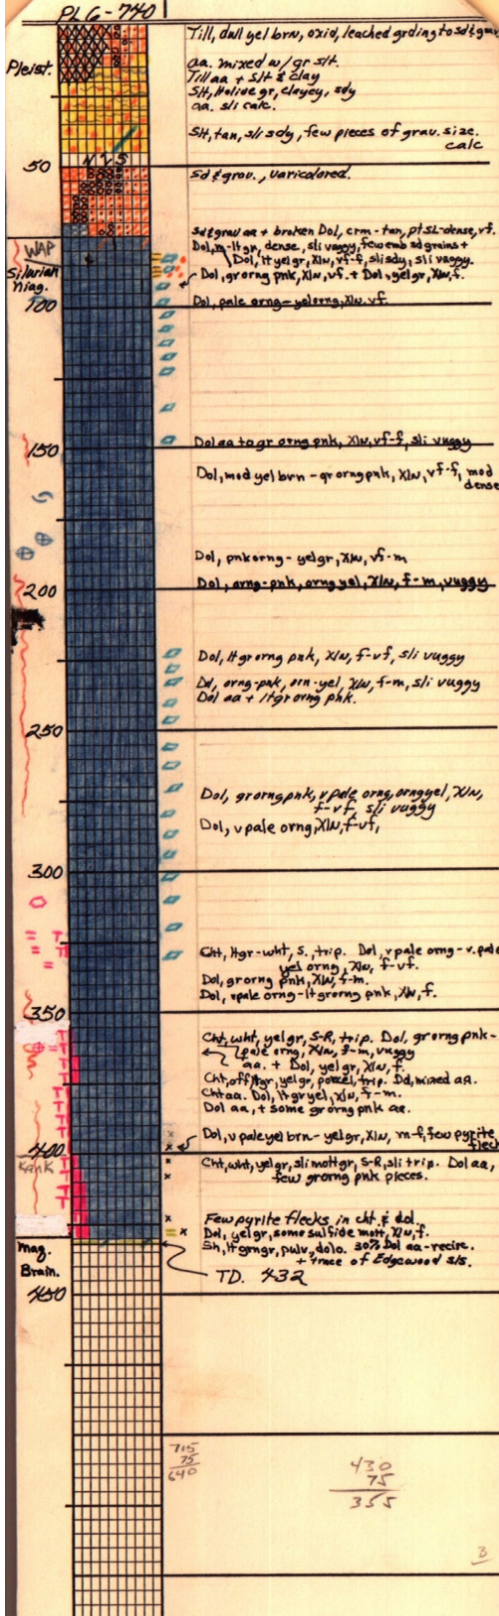 PLG-740
Till, dull yel brn, oxid, leached grding to sd & grav
Pleist.
aa. mixed w/ gr slt.
Till aa + slt & clay
Slt, lt olive gr, clayey, sdy
aa. sli calc.
Slt, tan, sli sdy, few pieces of grav. size.
calc
50
Sd & grav., varicolored.
sd & grav aa + broken Dol, crm-tan, pt SL-dense, vf.
WAP
Dol, m-lt gr, dense, sli vuggy, few emb sd grains +
Dol, lt yel gr, XlN, vf-f, sli sdy, sli vuggy.
Silurian
Niag.
Dol, gr orng pnk, XlN, vf. + Dol, yel gr, XlN, f.
100
Dol, pale orng-yel orng, XlN, vf
150
Dol aa to gr orng pnk, XlN, vf-f, sli vuggy
Dol, mod yel brn - gr orng pnk, XlN, vf-f, mod
dense
Dol, pnk orng - yel gr, XlN, vf-m
200
Dol, orng-pnk, orng yel, XlN, f-m, vuggy
Dol, lt gr orng pnk, XlN, f-vf, sli vuggy
Dol, orng-pnk, orn-yel, XlN, f-m, sli vuggy
Dol aa + lt gr orng pnk.
250
Dol, gr orng pnk, v pale orng, orng yel, XlN,
f-vf, sli vuggy
Dol, v pale orng, XlN, f-vf,
300
Cht, lt gr-wht, S., trip. Dol, v pale orng-v. pale
yel orng, XlN, f-vf.
Dol, gr orng pnk, XlN, f-m.
Dol, v pale orng-lt gr orng pnk, XlN, f.
350
Cht, wht, yel gr, S-R, trip. Dol, gr orng pnk-
pale orng, XlN, f-m, vuggy
aa. + Dol, yel gr, XlN, f.
Cht, off/lt gr, yel gr, porcel, trip. Dol, mixed aa.
Cht aa. Dol, lt gr yel, XlN, f-m.
Dol aa, + some gr orng pnk aa.
Dol, v pale yel brn - yel gr, XlN, m-f, few pyrite
fleck
400
Kank
Cht, wht, yel gr, sli mott gr, S-R, sli trip. Dol aa,
few gr orng pnk pieces.
Few pyrite flecks in cht & dol.
Dol, yel gr, some sulfide mott, XlN, f.
Maq.
Sh, lt grn gr, pulv, dolo. 30% Dol aa - recirc.
+ trace of Edgewood s/s.
Brain.
TD. 432
450
715
75
640
430
75
355
3